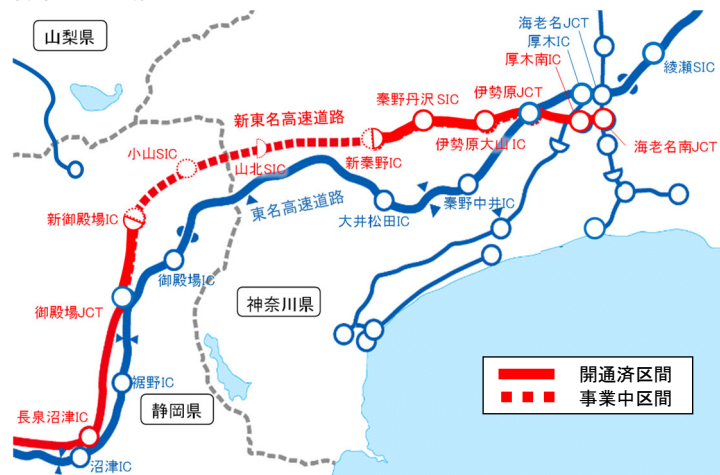 海老名JCT
山梨県
厚木IC
厚木南IC
綾瀬SIC
伊勢原JCT
秦野丹沢SIC
新東名高速道路
伊勢原大山IC
海老名南JCT
小山SIC
山北SIC
新秦野IC
東名高速道路
秦野中井IC
新御殿場IC
大井松田IC
御殿場IC
御殿場JCT
神奈川県
裾野IC
開通済区間
事業中区間
長泉沼津IC
静岡県
沼津IC